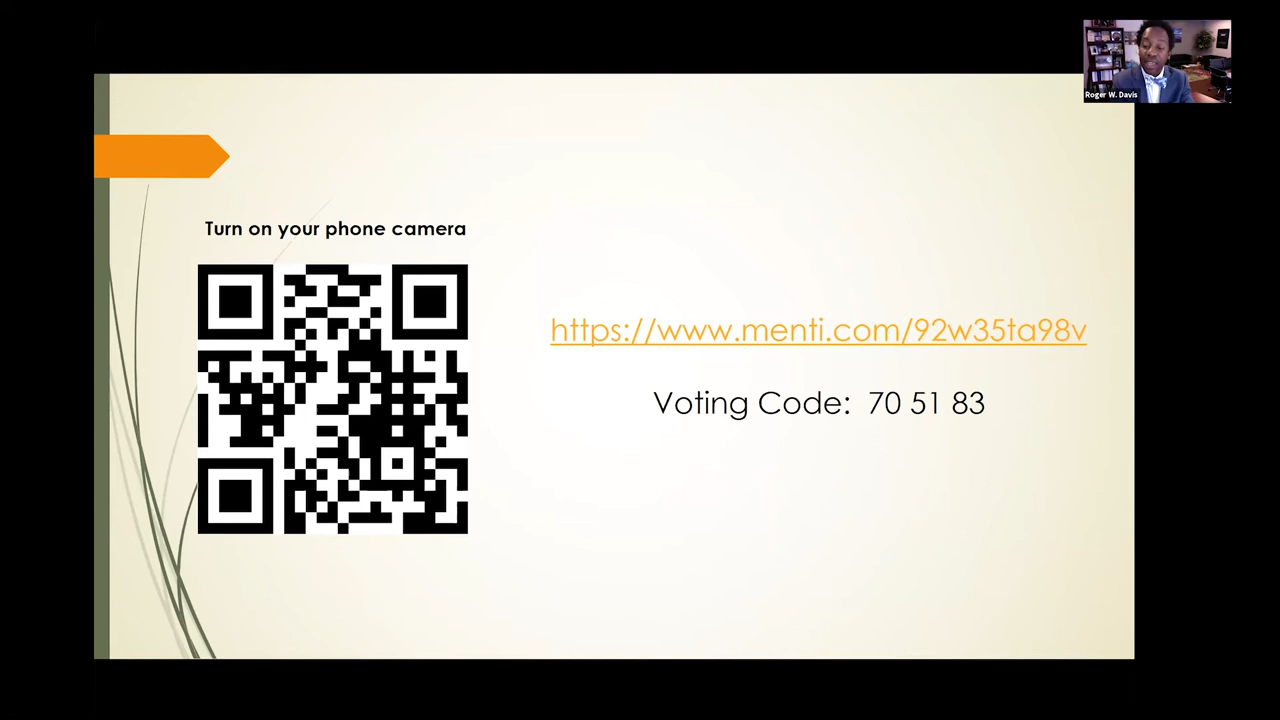 Roger W. Davis
Turn on your phone camera
https://www.menti.com/92w35ta98v
Voting Code: 70 51 83